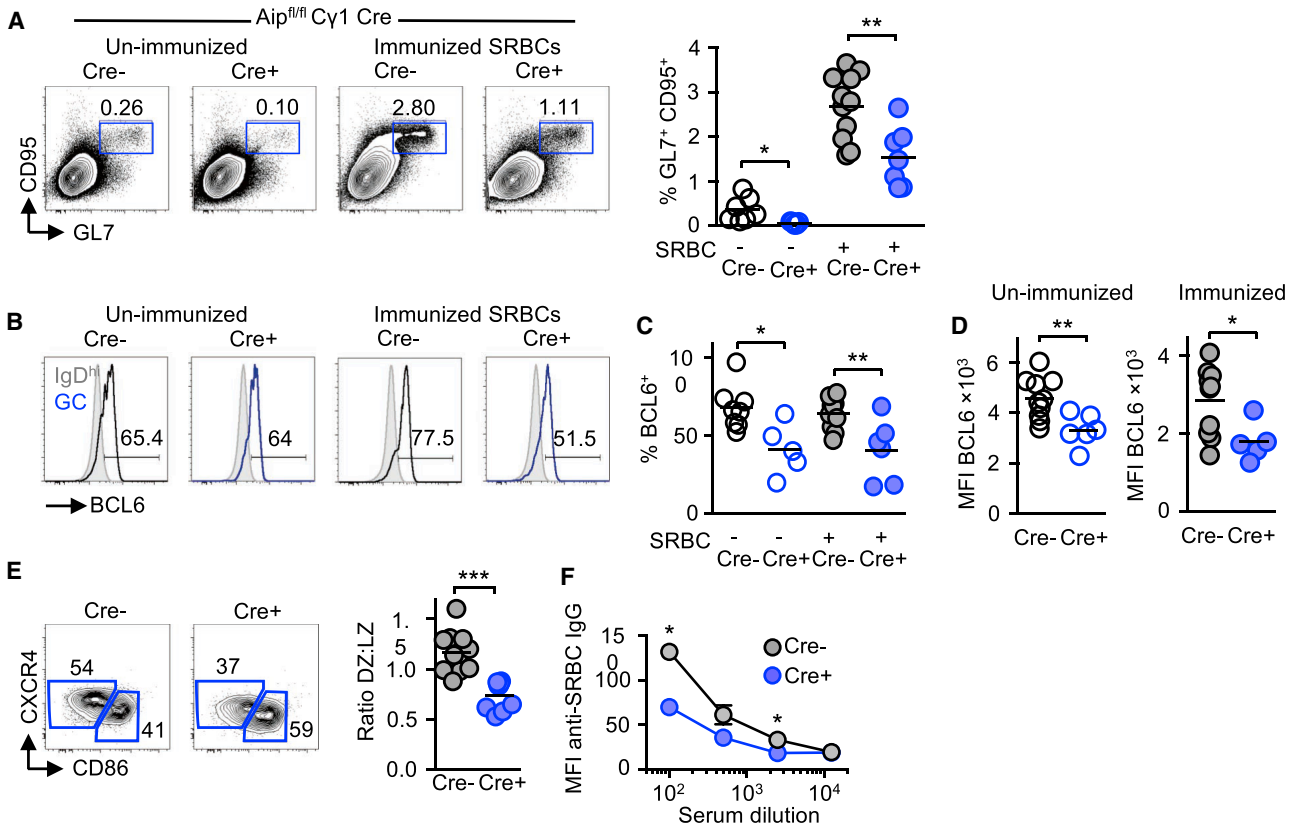 A
Aip^fl/fl Cγ1 Cre
Un-immunized
Immunized SRBCs
Cre-
Cre+
Cre-
Cre+
0.26
0.10
2.80
1.11
CD95
GL7
% GL7+ CD95+
4
3
2
1
0
*
**
SRBC - - + +
Cre- Cre+ Cre- Cre+
B
Un-immunized
Immunized SRBCs
Cre-
Cre+
Cre-
Cre+
IgDh
GC
65.4
64
77.5
51.5
BCL6
C
% BCL6+
10
0
50
0
*
**
SRBC - - + +
Cre- Cre+ Cre- Cre+
D
Un-immunized
Immunized
MFI BCL6 ×10³
6
4
2
0
**
Cre- Cre+
MFI BCL6 ×10³
4
2
0
*
Cre- Cre+
E
Cre-
Cre+
54
41
37
59
CXCR4
CD86
Ratio DZ:LZ
1.
5
1.0
0.5
0.0
***
Cre- Cre+
F
MFI anti-SRBC IgG
15
0
100
50
0
*
*
Cre-
Cre+
10² 10³ 10⁴
Serum dilution